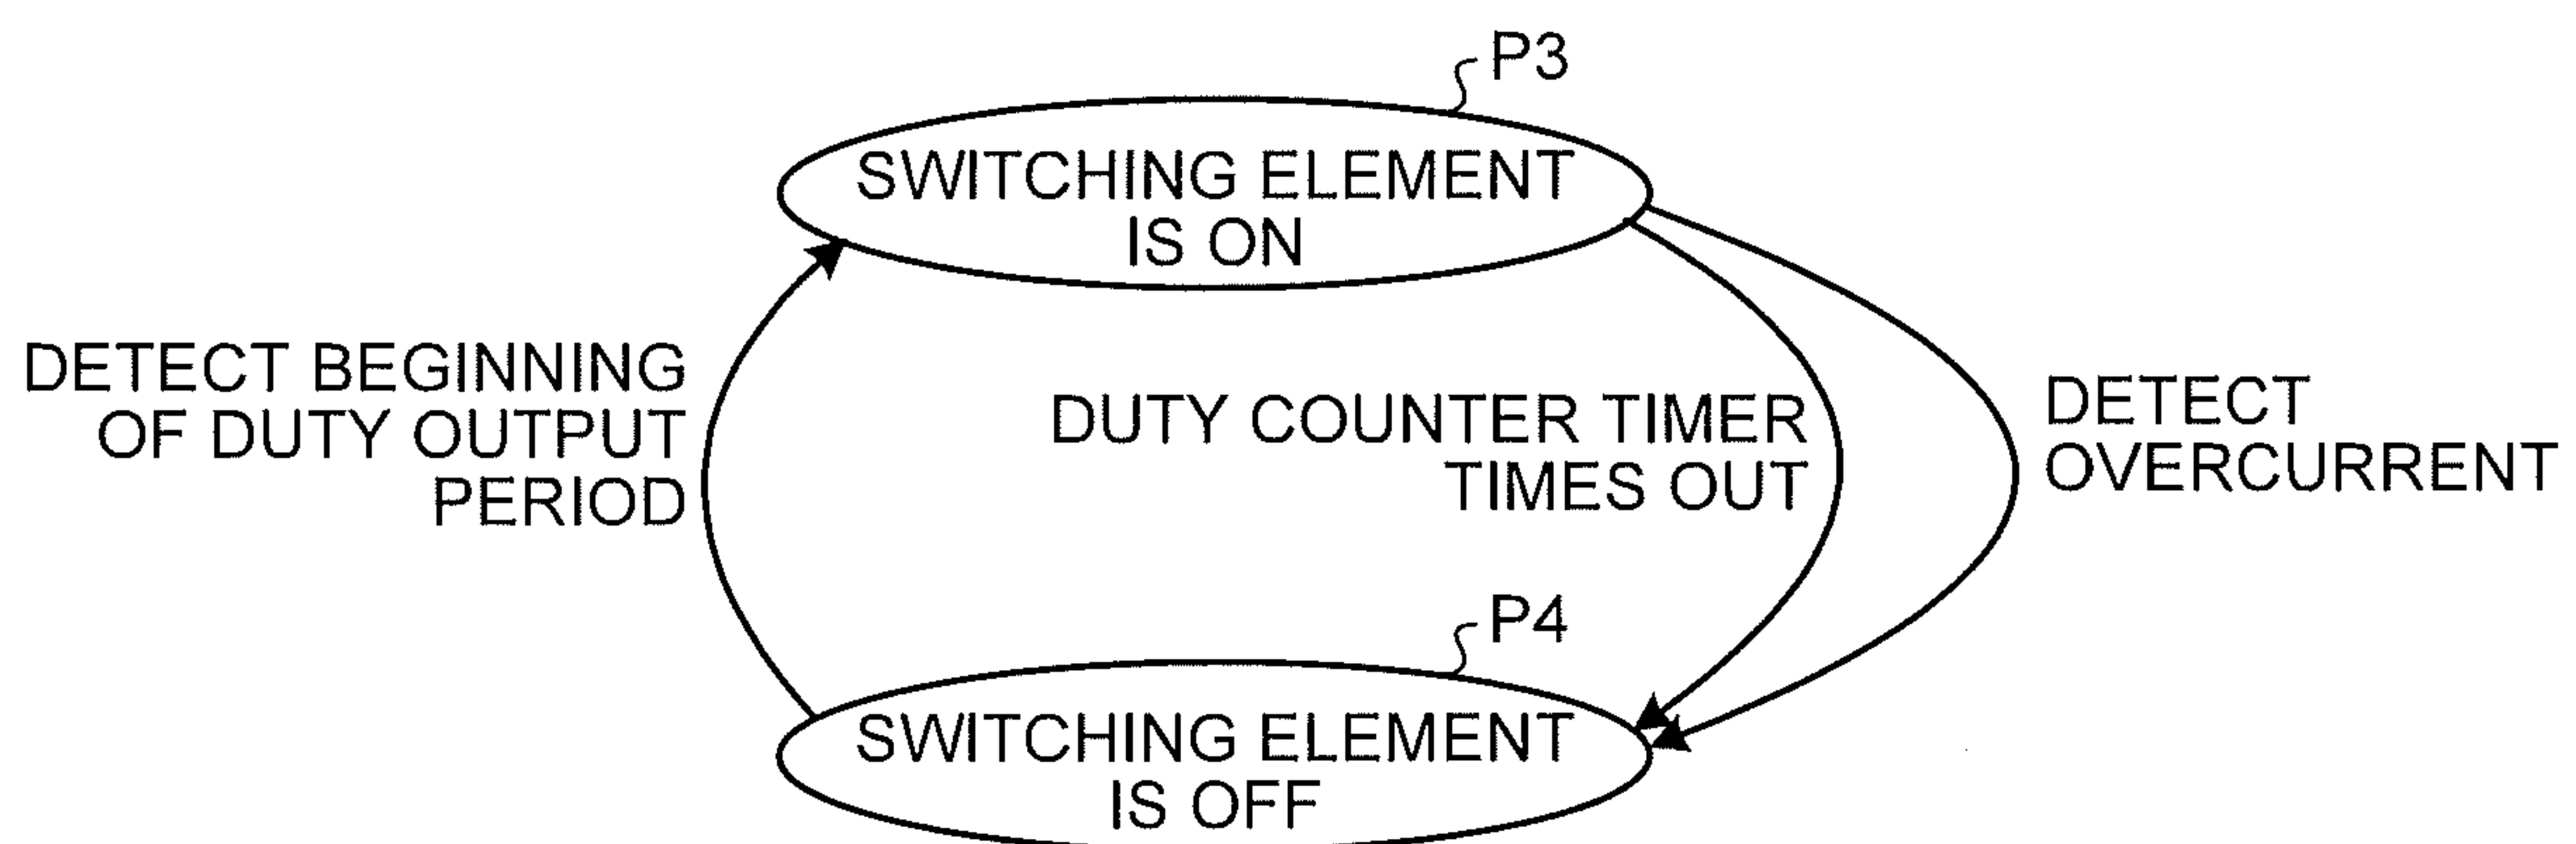 P3
SWITCHING ELEMENT
IS ON
DETECT BEGINNING
OF DUTY OUTPUT
PERIOD
DUTY COUNTER TIMER
TIMES OUT
DETECT
OVERCURRENT
P4
SWITCHING ELEMENT
IS OFF